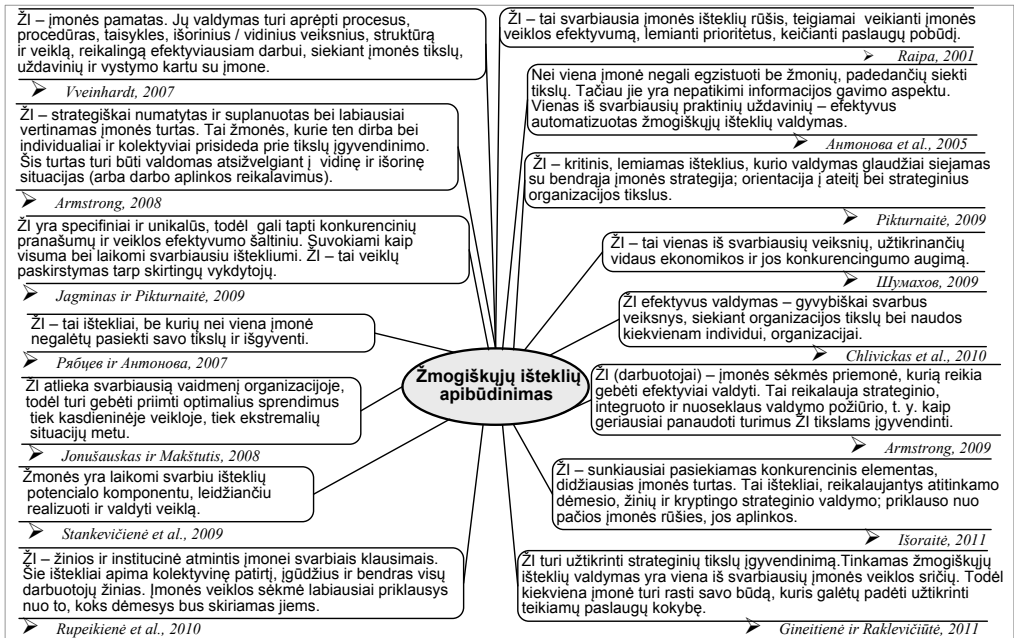 ŽI – įmonės pamatas. Jų valdymas turi aprėpti procesus,
procedūras, taisykles, išorinius / vidinius veiksnius, struktūrą
ir veiklą, reikalingą efektyviausiam darbui, siekiant įmonės tikslų,
uždavinių ir vystymo kartu su įmone.
Vveinhardt, 2007
ŽI – strategiškai numatytas ir suplanuotas bei labiausiai
vertinamas įmonės turtas. Tai žmonės, kurie ten dirba bei
individualiai ir kolektyviai prisideda prie tikslų įgyvendinimo.
Šis turtas turi būti valdomas atsižvelgiant į vidinę ir išorinę
situacijas (arba darbo aplinkos reikalavimus).
Armstrong, 2008
ŽI yra specifiniai ir unikalūs, todėl gali tapti konkurencinių
pranašumų ir veiklos efektyvumo šaltiniu. Suvokiami kaip
visuma bei laikomi svarbiausiu ištekliumi. ŽI – tai veiklų
paskirstymas tarp skirtingų vykdytojų.
Jagminas ir Pikturnaitė, 2009
ŽI – tai ištekliai, be kurių nei viena įmonė
negalėtų pasiekti savo tikslų ir išgyventi.
Рябцев ir Антонова, 2007
ŽI atlieka svarbiausią vaidmenį organizacijoje,
todėl turi gebėti priimti optimalius sprendimus
tiek kasdieninėje veikloje, tiek ekstremalių
situacijų metu.
Jonušauskas ir Makštutis, 2008
Žmonės yra laikomi svarbiu išteklių
potencialo komponentu, leidžiančiu
realizuoti ir valdyti veiklą.
Stankevičienė et al., 2009
ŽI – žinios ir institucinė atmintis įmonei svarbiais klausimais.
Šie ištekliai apima kolektyvinę patirtį, įgūdžius ir bendras visų
darbuotojų žinias. Įmonės veiklos sėkmė labiausiai priklausys
nuo to, koks dėmesys bus skiriamas jiems.
Rupeikienė et al., 2010
Žmogiškųjų išteklių
apibūdinimas
ŽI – tai svarbiausia įmonės išteklių rūšis, teigiamai veikianti įmonės
veiklos efektyvumą, lemianti prioritetus, keičianti paslaugų pobūdį.
Raipa, 2001
Nei viena įmonė negali egzistuoti be žmonių, padedančių siekti
tikslų. Tačiau jie yra nepatikimi informacijos gavimo aspektu.
Vienas iš svarbiausių praktinių uždavinių – efektyvus
automatizuotas žmogiškųjų išteklių valdymas.
Антонова et al., 2005
ŽI – kritinis, lemiamas išteklius, kurio valdymas glaudžiai siejamas
su bendrąja įmonės strategija; orientacija į ateitį bei strateginius
organizacijos tikslus.
Pikturnaitė, 2009
ŽI – tai vienas iš svarbiausių veiksnių, užtikrinančių
vidaus ekonomikos ir jos konkurencingumo augimą.
Шумахов, 2009
ŽI efektyvus valdymas – gyvybiškai svarbus
veiksnys, siekiant organizacijos tikslų bei naudos
kiekvienam individui, organizacijai.
Chlivickas et al., 2010
ŽI (darbuotojai) – įmonės sėkmės priemonė, kurią reikia
gebėti efektyviai valdyti. Tai reikalauja strateginio,
integruoto ir nuoseklaus valdymo požiūrio, t. y. kaip
geriausiai panaudoti turimus ŽI tikslams įgyvendinti.
Armstrong, 2009
ŽI – sunkiausiai pasiekiamas konkurencinis elementas,
didžiausias įmonės turtas. Tai ištekliai, reikalaujantys atitinkamo
dėmesio, žinių ir kryptingo strateginio valdymo; priklauso nuo
pačios įmonės rūšies, jos aplinkos.
Išoraitė, 2011
ŽI turi užtikrinti strateginių tikslų įgyvendinimą.Tinkamas žmogiškųjų
išteklių valdymas yra viena iš svarbiausių įmonės veiklos sričių. Todėl
kiekviena įmonė turi rasti savo būdą, kuris galėtų padėti užtikrinti
teikiamų paslaugų kokybę.
Gineitienė ir Raklevičiūtė, 2011